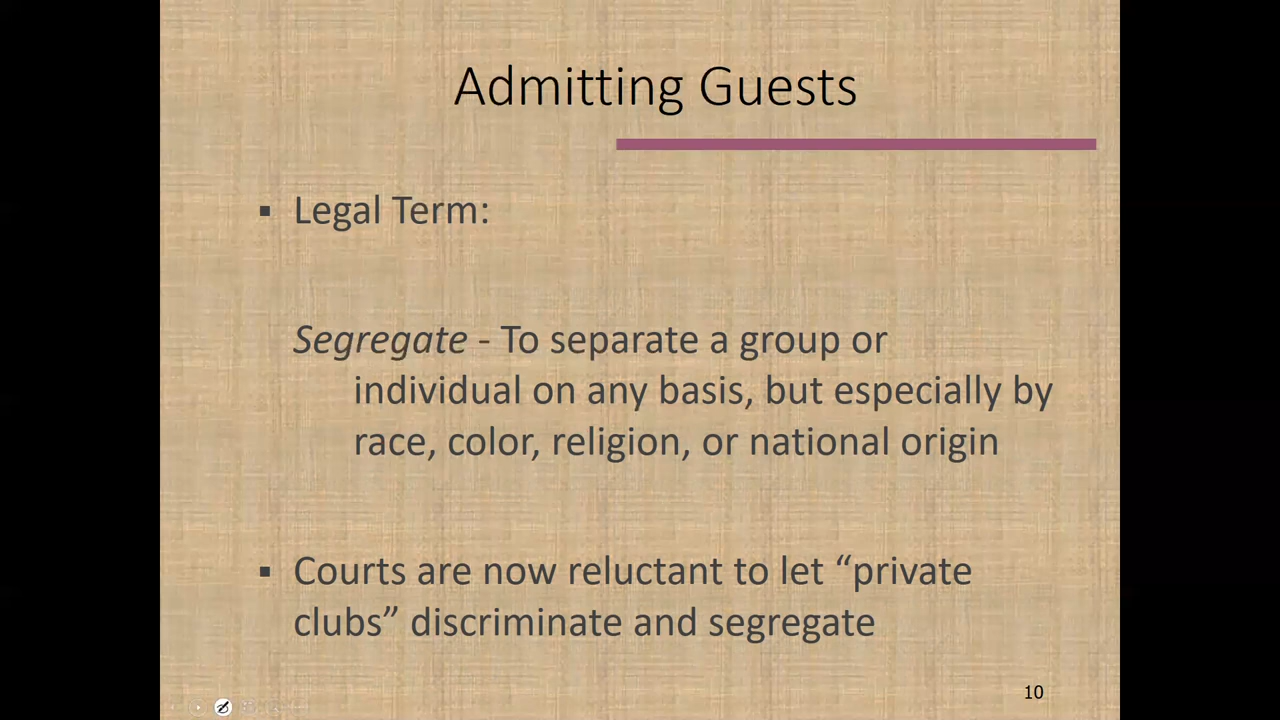 Admitting Guests
▪ Legal Term:
Segregate - To separate a group or
individual on any basis, but especially by
race, color, religion, or national origin
▪ Courts are now reluctant to let “private
clubs” discriminate and segregate
10